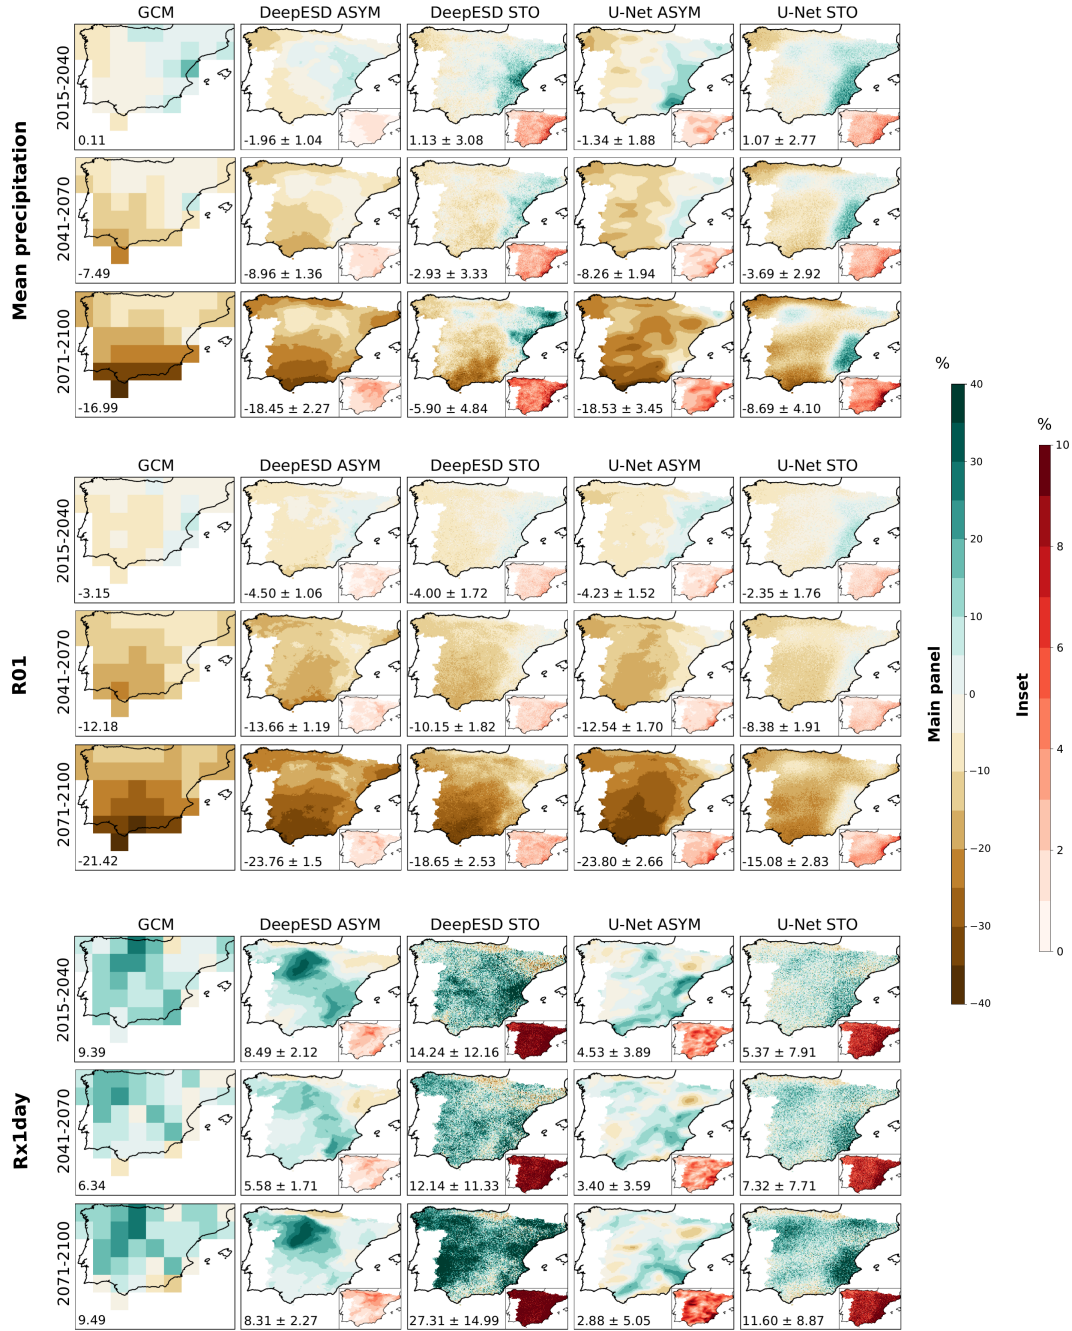 GCM DeepESD ASYM DeepESD STO U-Net ASYM U-Net STO
Mean precipitation
2015-2040
0.11 -1.96 ± 1.04 1.13 ± 3.08 -1.34 ± 1.88 1.07 ± 2.77
2041-2070
-7.49 -8.96 ± 1.36 -2.93 ± 3.33 -8.26 ± 1.94 -3.69 ± 2.92
2071-2100
-16.99 -18.45 ± 2.27 -5.90 ± 4.84 -18.53 ± 3.45 -8.69 ± 4.10
GCM DeepESD ASYM DeepESD STO U-Net ASYM U-Net STO
R01
2015-2040
-3.15 -4.50 ± 1.06 -4.00 ± 1.72 -4.23 ± 1.52 -2.35 ± 1.76
2041-2070
-12.18 -13.66 ± 1.19 -10.15 ± 1.82 -12.54 ± 1.70 -8.38 ± 1.91
2071-2100
-21.42 -23.76 ± 1.5 -18.65 ± 2.53 -23.80 ± 2.66 -15.08 ± 2.83
GCM DeepESD ASYM DeepESD STO U-Net ASYM U-Net STO
Rx1day
2015-2040
9.39 8.49 ± 2.12 14.24 ± 12.16 4.53 ± 3.89 5.37 ± 7.91
2041-2070
6.34 5.58 ± 1.71 12.14 ± 11.33 3.40 ± 3.59 7.32 ± 7.71
2071-2100
9.49 8.31 ± 2.27 27.31 ± 14.99 2.88 ± 5.05 11.60 ± 8.87
Main panel
%
40
30
20
10
0
−10
−20
−30
−40
Inset
%
10
8
6
4
2
0